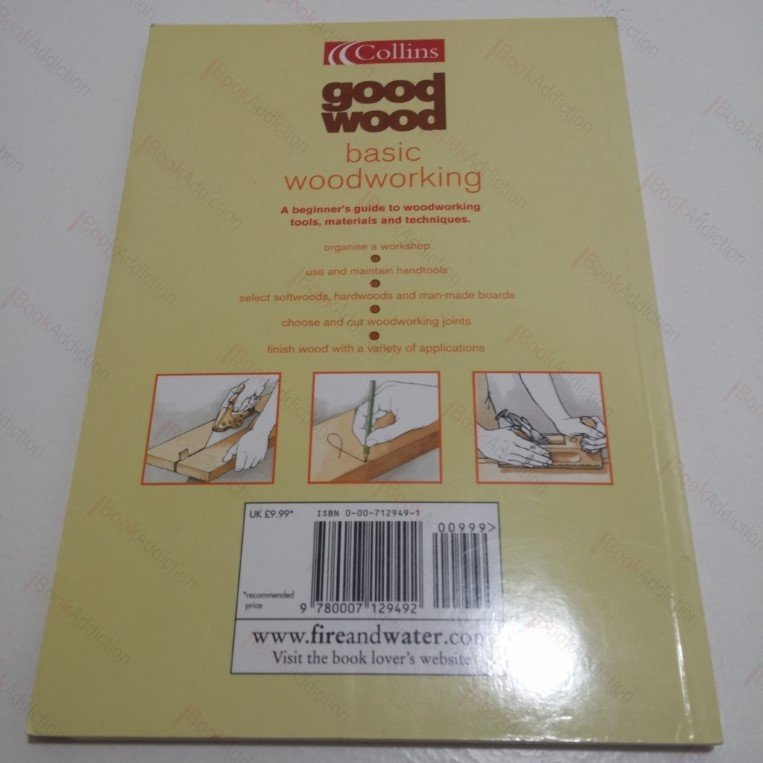 Collins
good
wood
basic
woodworking
A beginner's guide to woodworking
tools, materials and techniques.
organise a workshop
use and maintain handtools
select softwoods, hardwoods and man-made boards
choose and cut woodworking joints
finish wood with a variety of applications
UK £9.99*
ISBN 0-00-712949-1
00999>
*recommended
price
9 780007 129492
www.fireandwater.com
Visit the book lover's website
BookAddiction